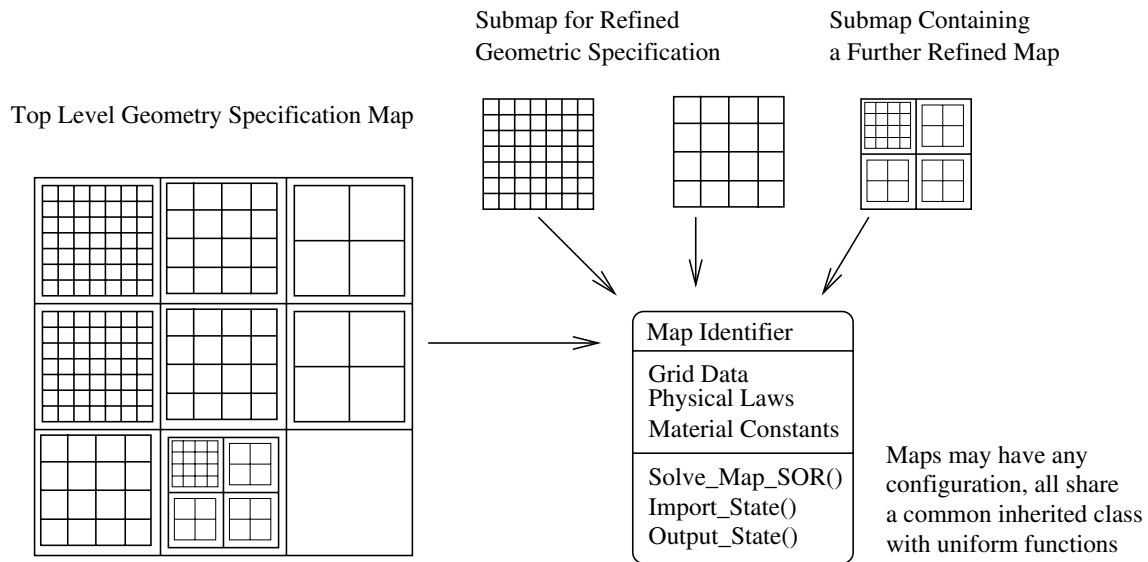 Submap for Refined
Geometric Specification
Submap Containing
a Further Refined Map
Top Level Geometry Specification Map
Map Identifier
Grid Data
Physical Laws
Material Constants
Solve_Map_SOR()
Import_State()
Output_State()
Maps may have any
configuration, all share
a common inherited class
with uniform functions